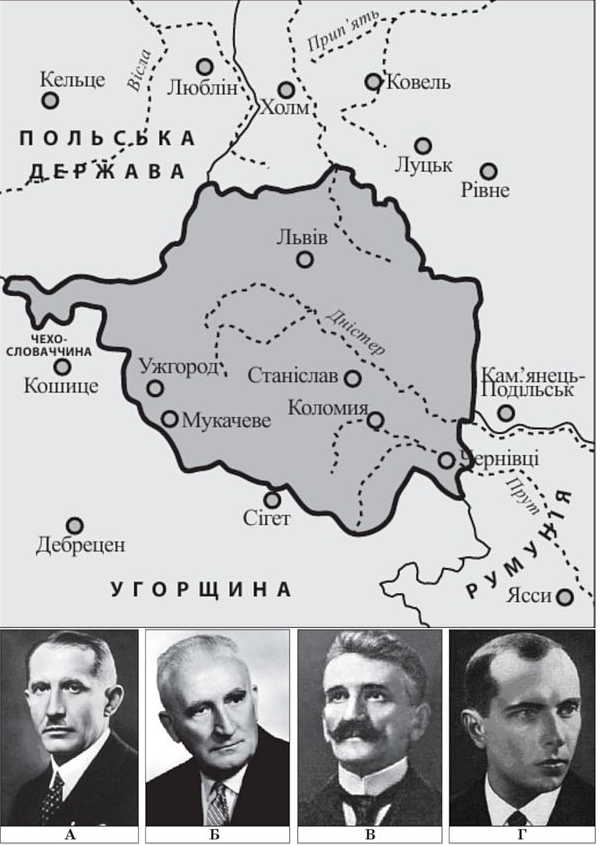 Прип'ять
Вісла
Кельце
Люблін
Холм
Ковель
ПОЛЬСЬКА
ДЕРЖАВА
Луцьк
Рівне
Львів
Дністер
ЧЕХО-
СЛОВАЧЧИНА
Кошице
Ужгород
Станіслав
Кам'янець-
Подільськ
Мукачеве
Коломия
Чернівці
Сігет
Прут
Дебрецен
РУМУНІЯ
УГОРЩИНА
Ясси
А
Б
В
Г